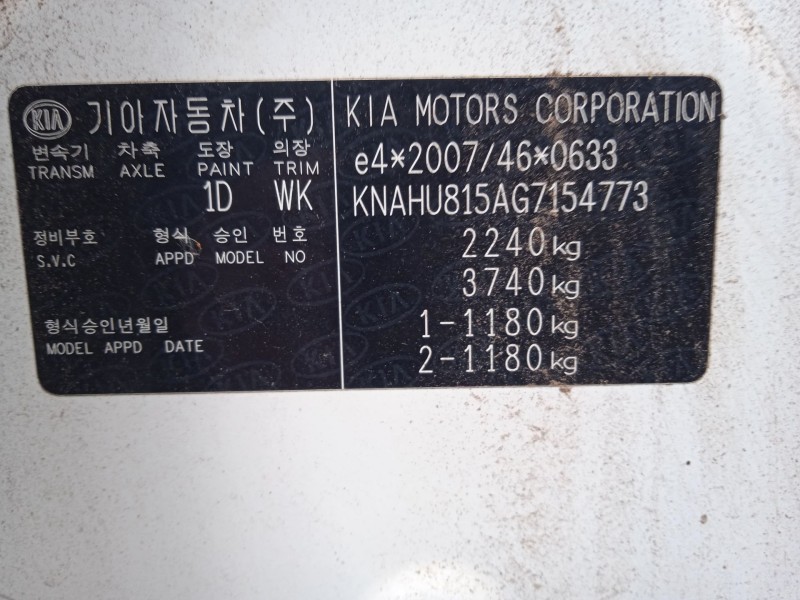 KIA 기아자동차(주)
변속기 차축 도장 의장
TRANSM AXLE PAINT TRIM
1D WK
정비부호 형식 승인 번호
S.V.C APPD MODEL NO
형식승인년월일
MODEL APPD DATE
KIA MOTORS CORPORATION
e4*2007/46*0633
KNAHU815AG7154773
2240kg
3740kg
1-1180kg
2-1180kg